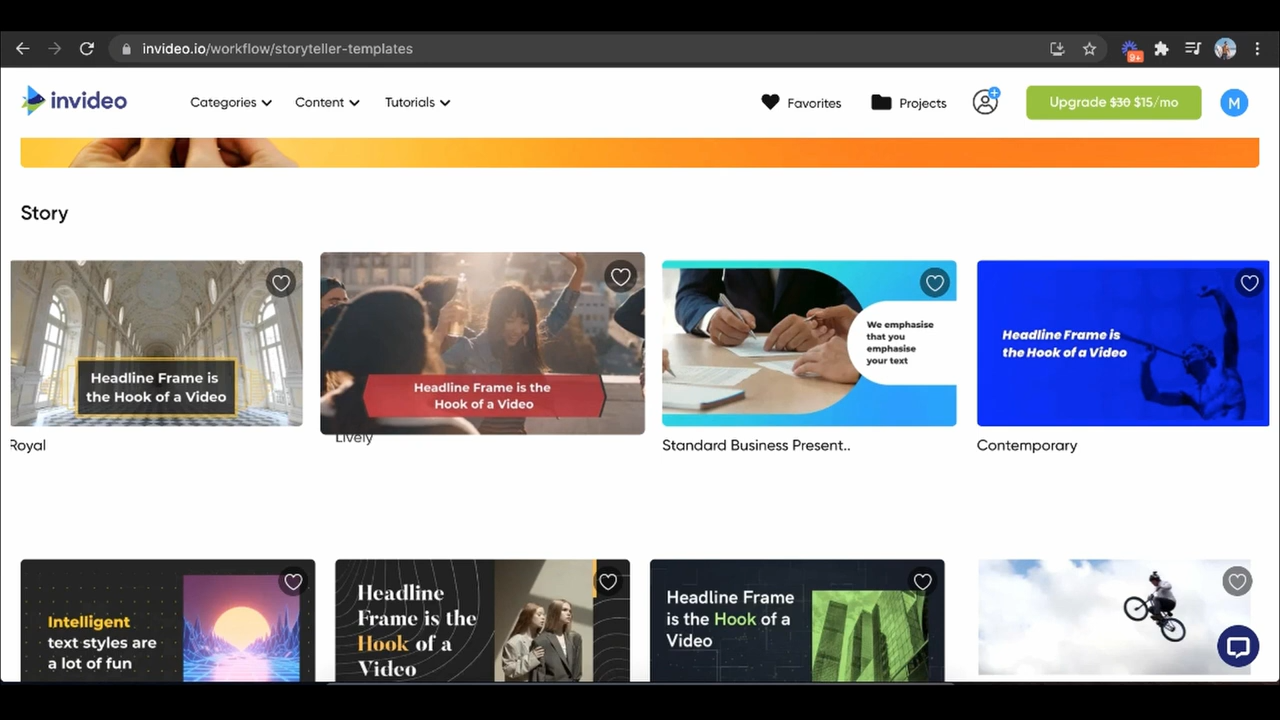 invideo.io/workflow/storyteller-templates
9+
invideo
Categories
Content
Tutorials
Favorites
Projects
Upgrade $30 $15/mo
M
Story
Headline Frame is
the Hook of a Video
Headline Frame is the
Hook of a Video
We emphasise
that you
emphasise
your text
Headline Frame is
the Hook of a Video
Royal
Lively
Standard Business Present..
Contemporary
Intelligent
text styles are
a lot of fun
Headline
Frame is the
Hook of a
Video
Headline Frame
is the Hook of a
Video